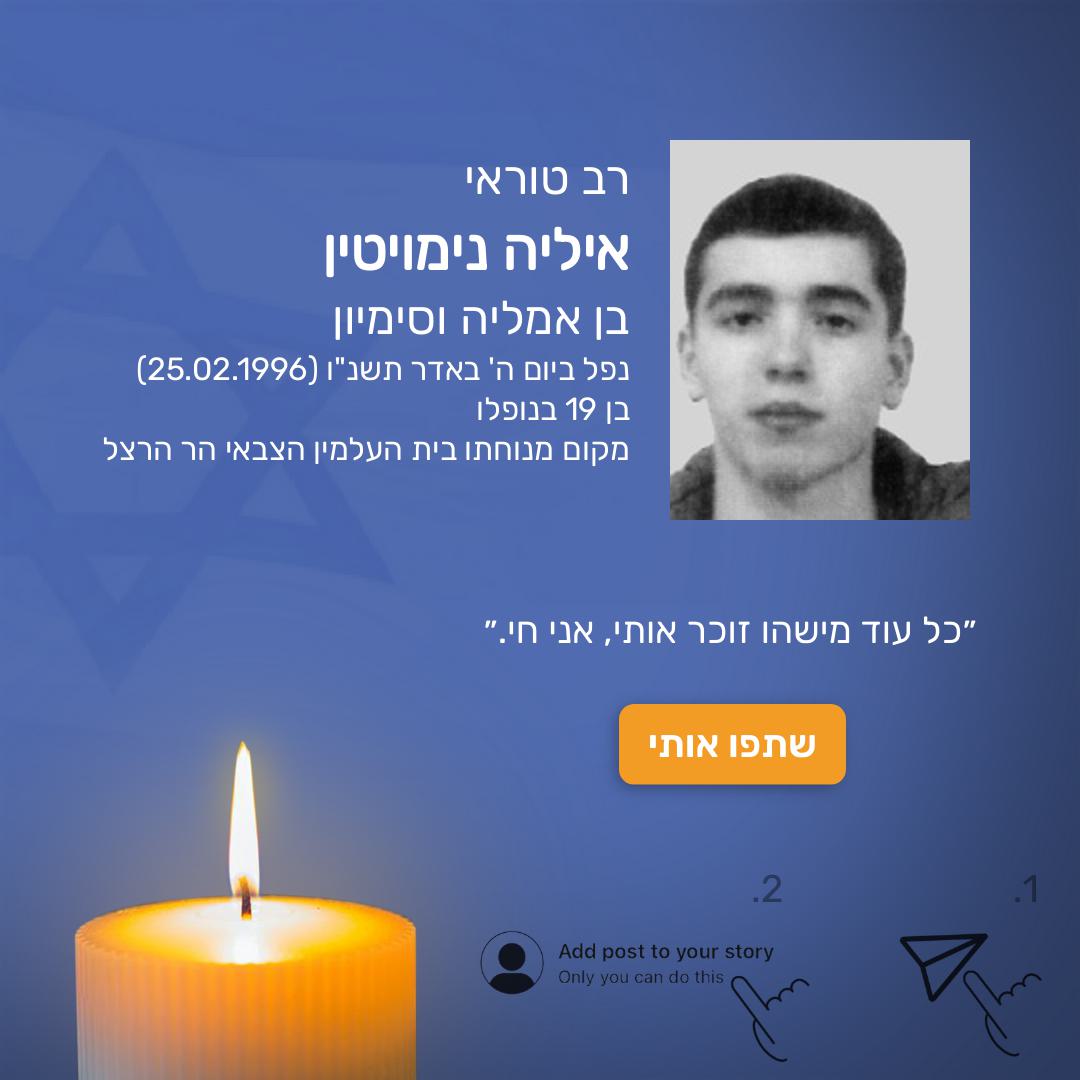 רב טוראי
איליה נימויטין
בן אמליה וסימיון
נפל ביום ה' באדר תשנ"ו (25.02.1996)
בן 19 בנופלו
מקום מנוחתו בית העלמין הצבאי הר הרצל
״כל עוד מישהו זוכר אותי, אני חי.״
שתפו אותי
1.
2.
Add post to your story
Only you can do this